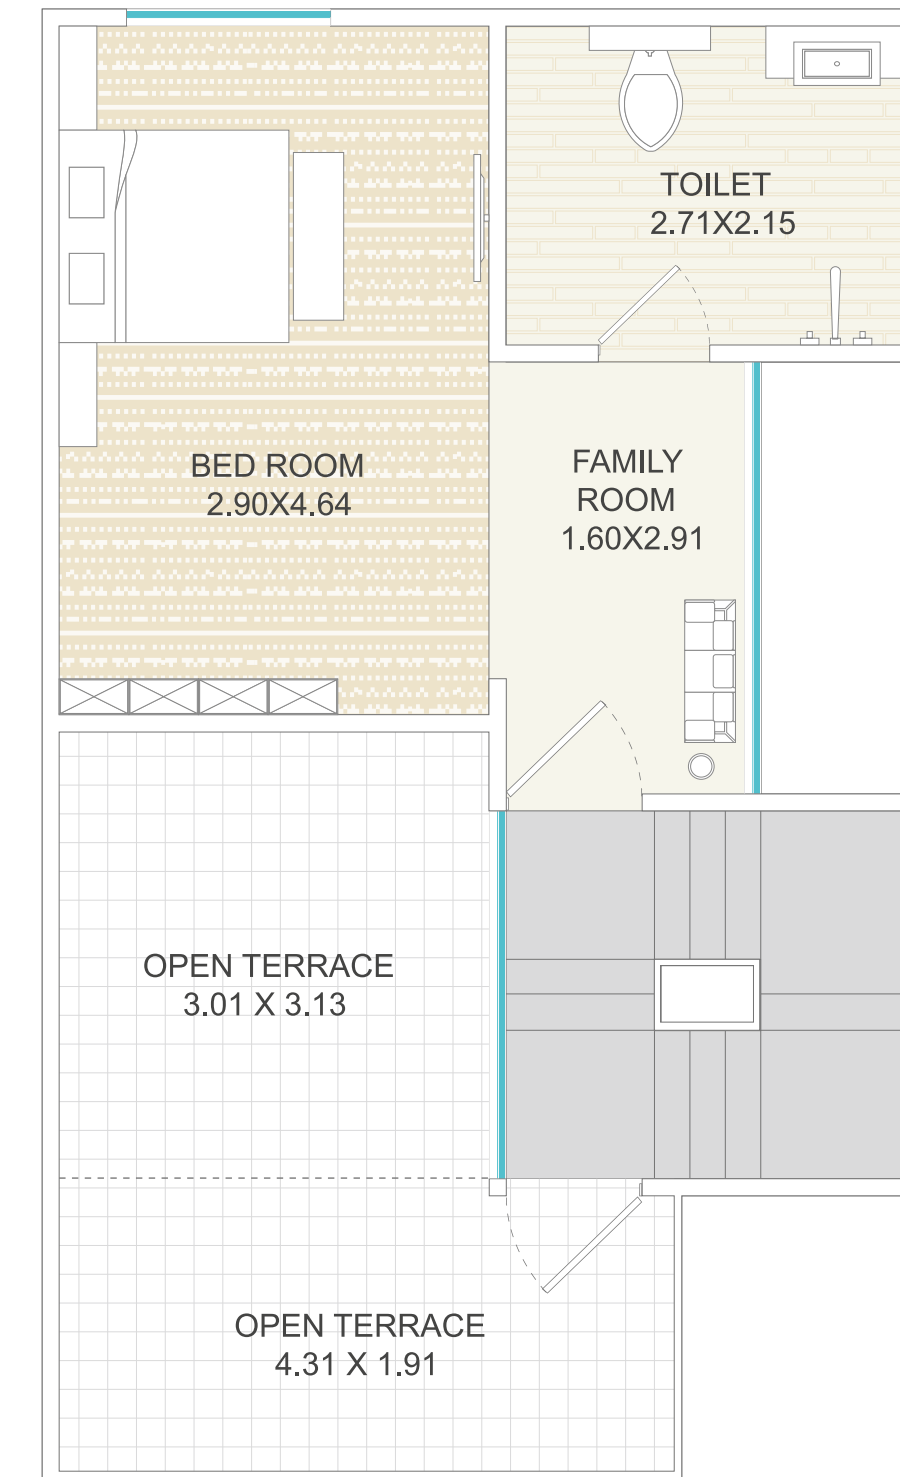 TOILET
2.71X2.15
BED ROOM
2.90X4.64
FAMILY
ROOM
1.60X2.91
OPEN TERRACE
3.01 X 3.13
OPEN TERRACE
4.31 X 1.91